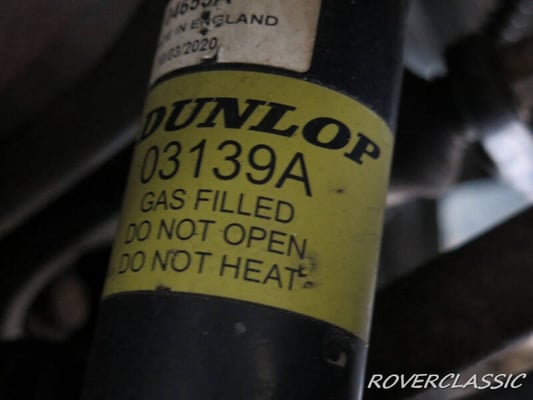 IN ENGLAND
/03/2020
DUNLOP
03139A
GAS FILLED
DO NOT OPEN
DO NOT HEAT
ROVERCLASSIC